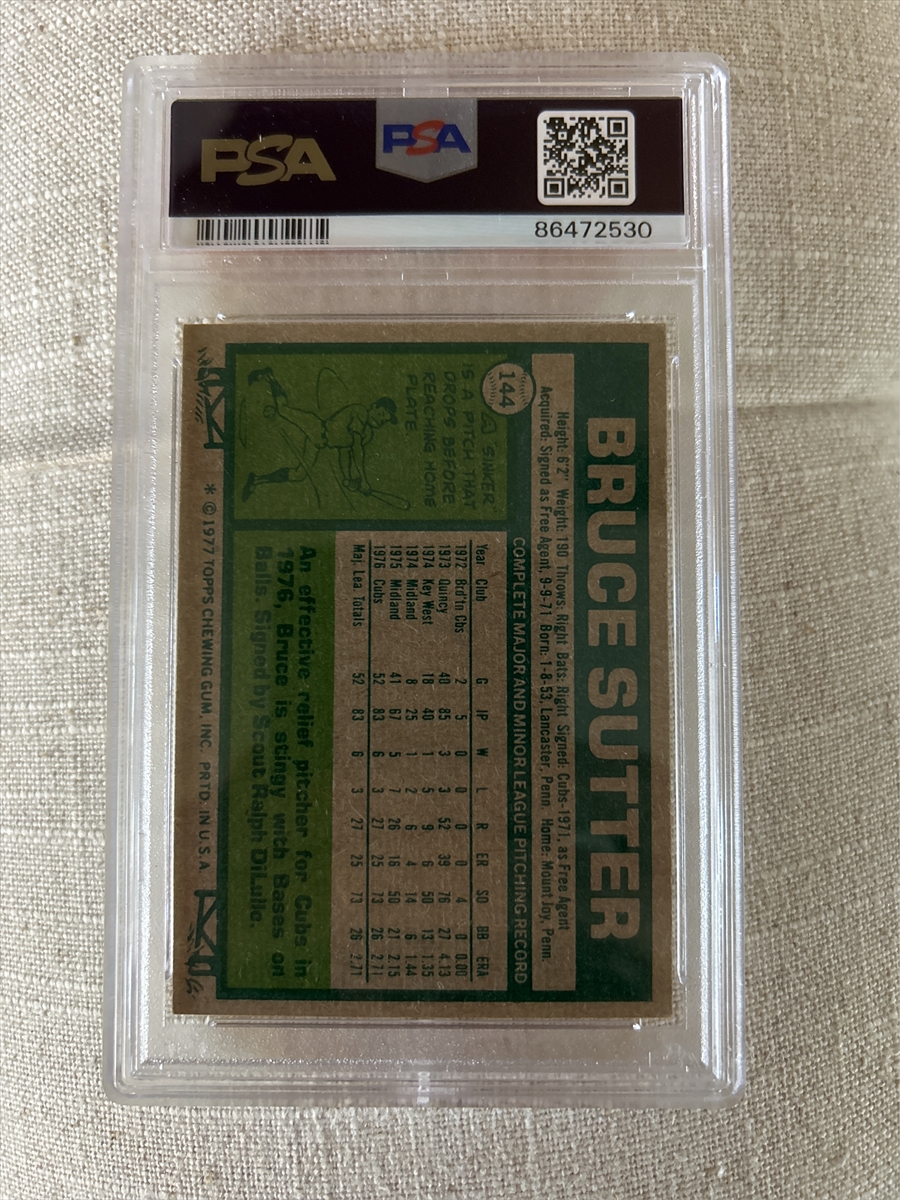 PSA
PSA
86472530
144
BRUCE SUTTER
Height: 6'2" Weight: 190 Throws: Right Bats: Right Signed: Cubs-1971, as Free Agent
Acquired: Signed as Free Agent, 9-9-71 Born: 1-8-53, Lancaster, Penn. Home: Mount Joy, Penn.
COMPLETE MAJOR AND MINOR LEAGUE PITCHING RECORD
Year Club G IP W L R ER SO BB ERA
1972 Brd'tn Cbs 2 5 0 0 0 0 4 0 0.00
1973 Quincy 40 85 3 3 52 39 76 27 4.13
1974 Key West 18 40 1 5 9 6 50 13 1.35
1974 Midland 8 25 1 2 6 4 14 6 1.44
1975 Midland 41 67 5 7 26 16 50 21 2.15
1976 Cubs 52 83 6 3 27 25 73 26 2.71
Maj. Lea. Totals 52 83 6 3 27 25 73 26 2.71
A 'SINKER'
IS A PITCH THAT
DROPS BEFORE
REACHING HOME
PLATE.
An effective relief pitcher for Cubs in
1976, Bruce is stingy with Bases on
Balls. Signed by Scout Ralph DiLullo.
* © 1977 TOPPS CHEWING GUM, INC. PRTD. IN U.S.A.